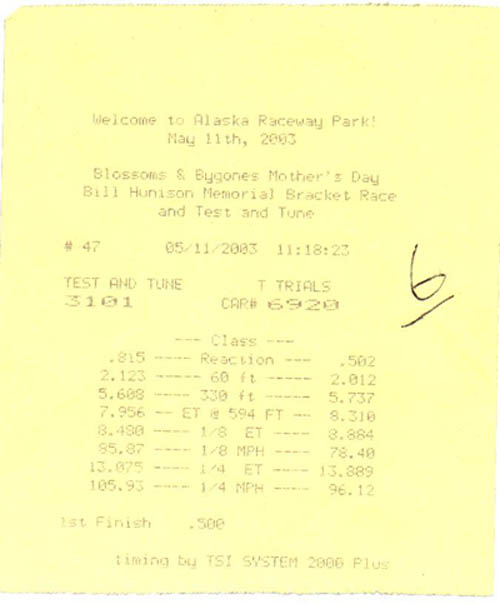 Welcome to Alaska Raceway Park!
May 11th, 2003
Blossoms & Bygones Mother's Day
Bill Hunison Memorial Bracket Race
and Test and Tune
# 47 05/11/2003 11:18:23
TEST AND TUNE T TRIALS
3101 CAR# 6920
--- Class ---
.815 ---- Reaction --- .502
2.123 ----- 60 ft ----- 2.012
5.608 ---- 330 ft ----- 5.737
7.956 -- ET @ 594 FT -- 8.310
8.480 ---- 1/8 ET ---- 8.884
85.87 ---- 1/8 MPH ---- 78.40
13.075 ---- 1/4 ET ---- 13.889
105.93 ---- 1/4 MPH ---- 96.12
1st Finish .500
timing by TSI SYSTEM 2000 Plus
6